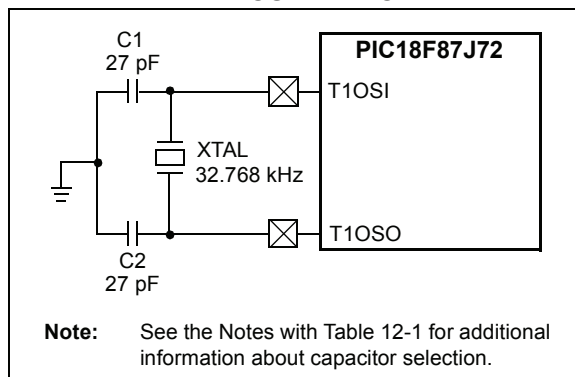 C1
27 pF
PIC18F87J72
T1OSI
XTAL
32.768 kHz
T1OSO
C2
27 pF
Note: See the Notes with Table 12-1 for additional
information about capacitor selection.